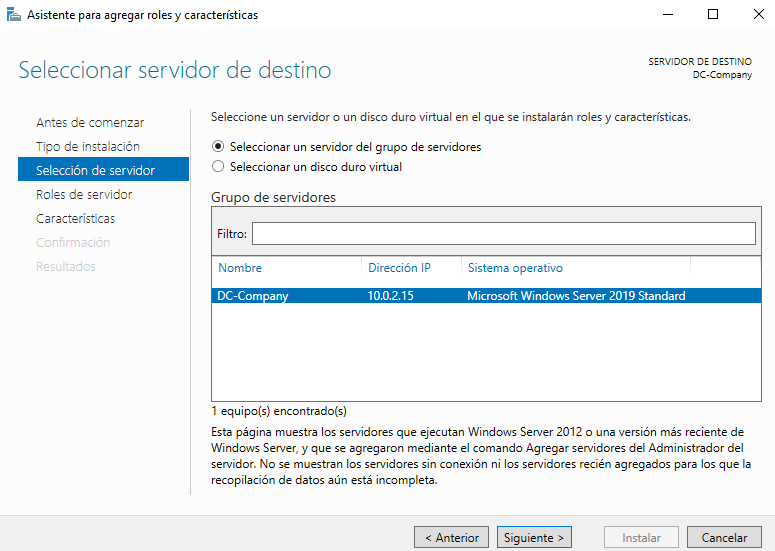 Asistente para agregar roles y características
Seleccionar servidor de destino
SERVIDOR DE DESTINO
DC-Company
Antes de comenzar
Tipo de instalación
Selección de servidor
Roles de servidor
Características
Confirmación
Resultados
Seleccione un servidor o un disco duro virtual en el que se instalarán roles y características.
Seleccionar un servidor del grupo de servidores
Seleccionar un disco duro virtual
Grupo de servidores
Filtro:
Nombre Dirección IP Sistema operativo
DC-Company 10.0.2.15 Microsoft Windows Server 2019 Standard
1 equipo(s) encontrado(s)
Esta página muestra los servidores que ejecutan Windows Server 2012 o una versión más reciente de
Windows Server, y que se agregaron mediante el comando Agregar servidores del Administrador del
servidor. No se muestran los servidores sin conexión ni los servidores recién agregados para los que la
recopilación de datos aún está incompleta.
< Anterior Siguiente > Instalar Cancelar